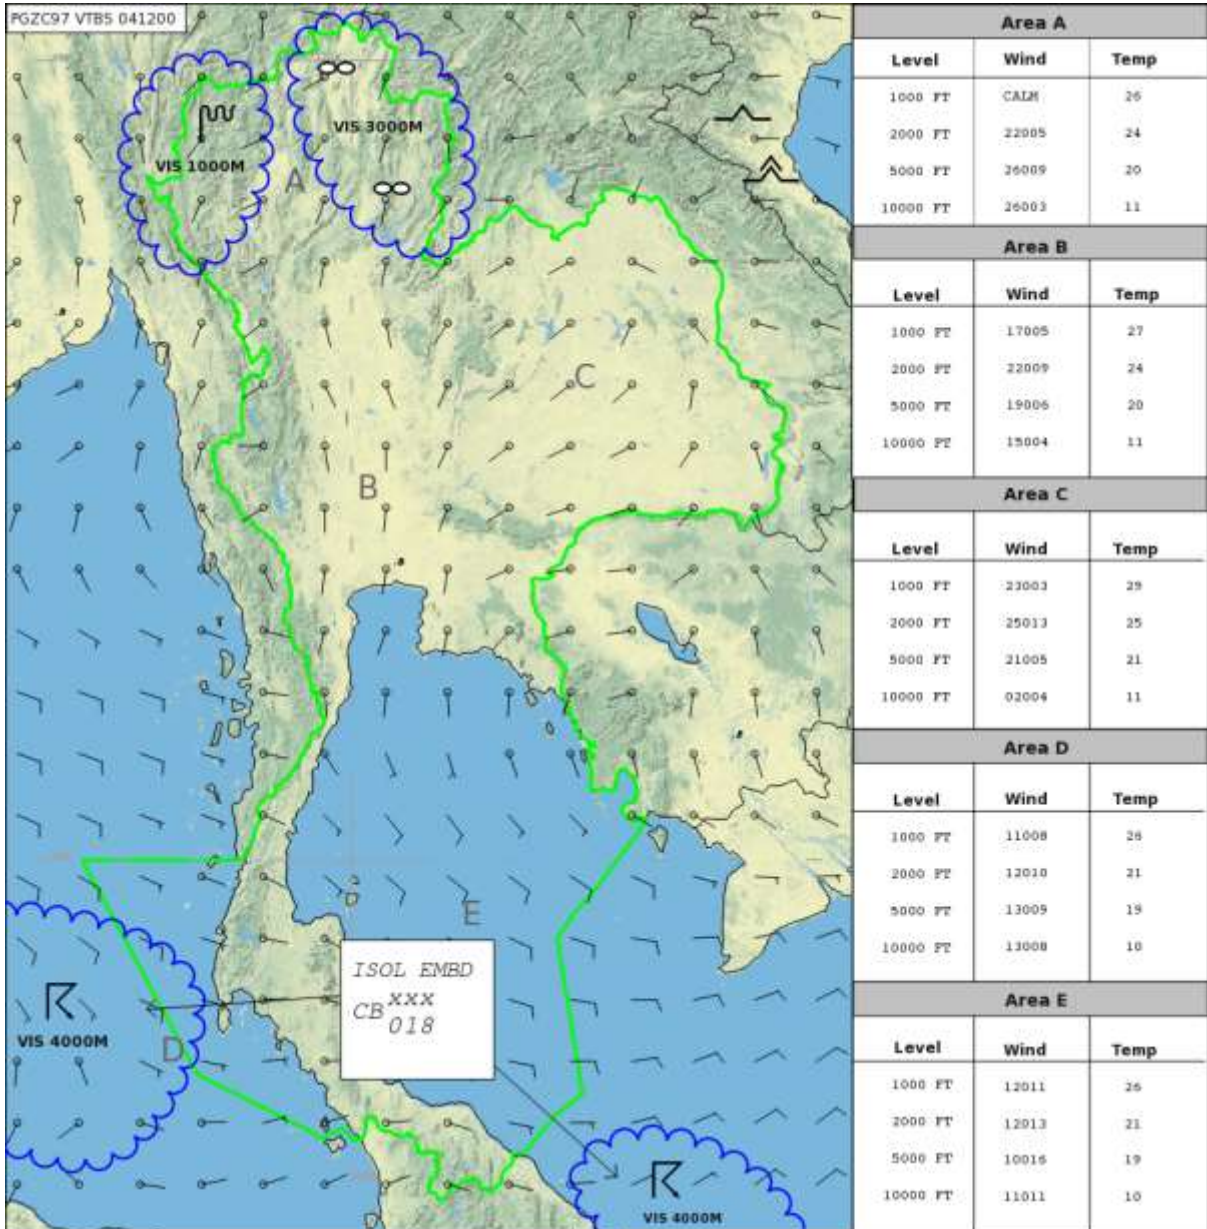 PGZC97 VTBS 041200
VIS 1000M
VIS 3000M
A
B
C
D
E
VIS 4000M
ISOL EMBD
CB XXX
018
VIS 4000M
Area A
Level Wind Temp
1000 FT CALM 26
2000 FT 22005 24
5000 FT 26009 20
10000 FT 26003 11
Area B
Level Wind Temp
1000 FT 17005 27
2000 FT 22009 24
5000 FT 19006 20
10000 FT 15004 11
Area C
Level Wind Temp
1000 FT 23003 29
2000 FT 25013 25
5000 FT 21005 21
10000 FT 02004 11
Area D
Level Wind Temp
1000 FT 11008 26
2000 FT 12010 21
5000 FT 13009 19
10000 FT 13008 10
Area E
Level Wind Temp
1000 FT 12011 26
2000 FT 12013 21
5000 FT 10016 19
10000 FT 11011 10